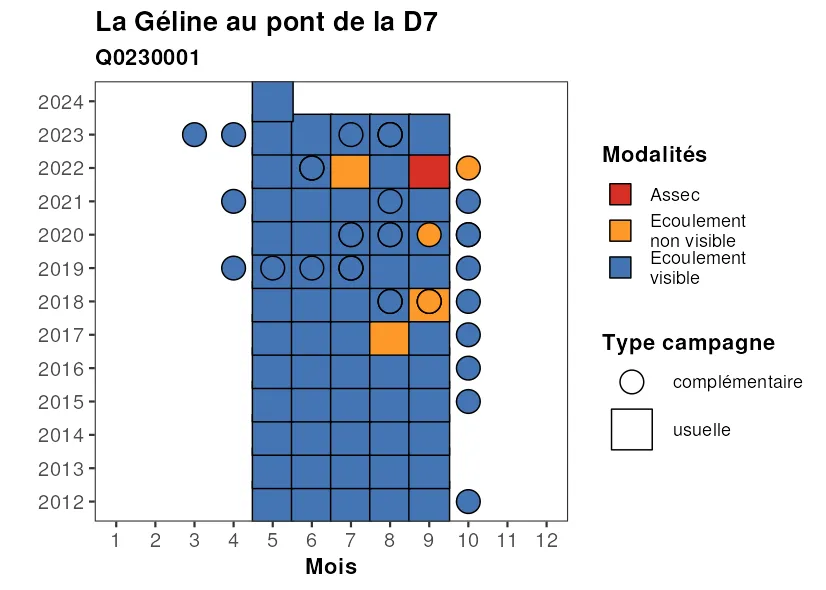 La Géline au pont de la D7
Q0230001
2024
2023
2022
2021
2020
2019
2018
2017
2016
2015
2014
2013
2012
1 2 3 4 5 6 7 8 9 10 11 12
Mois
Modalités
Assec
Ecoulement
non visible
Ecoulement
visible
Type campagne
complémentaire
usuelle